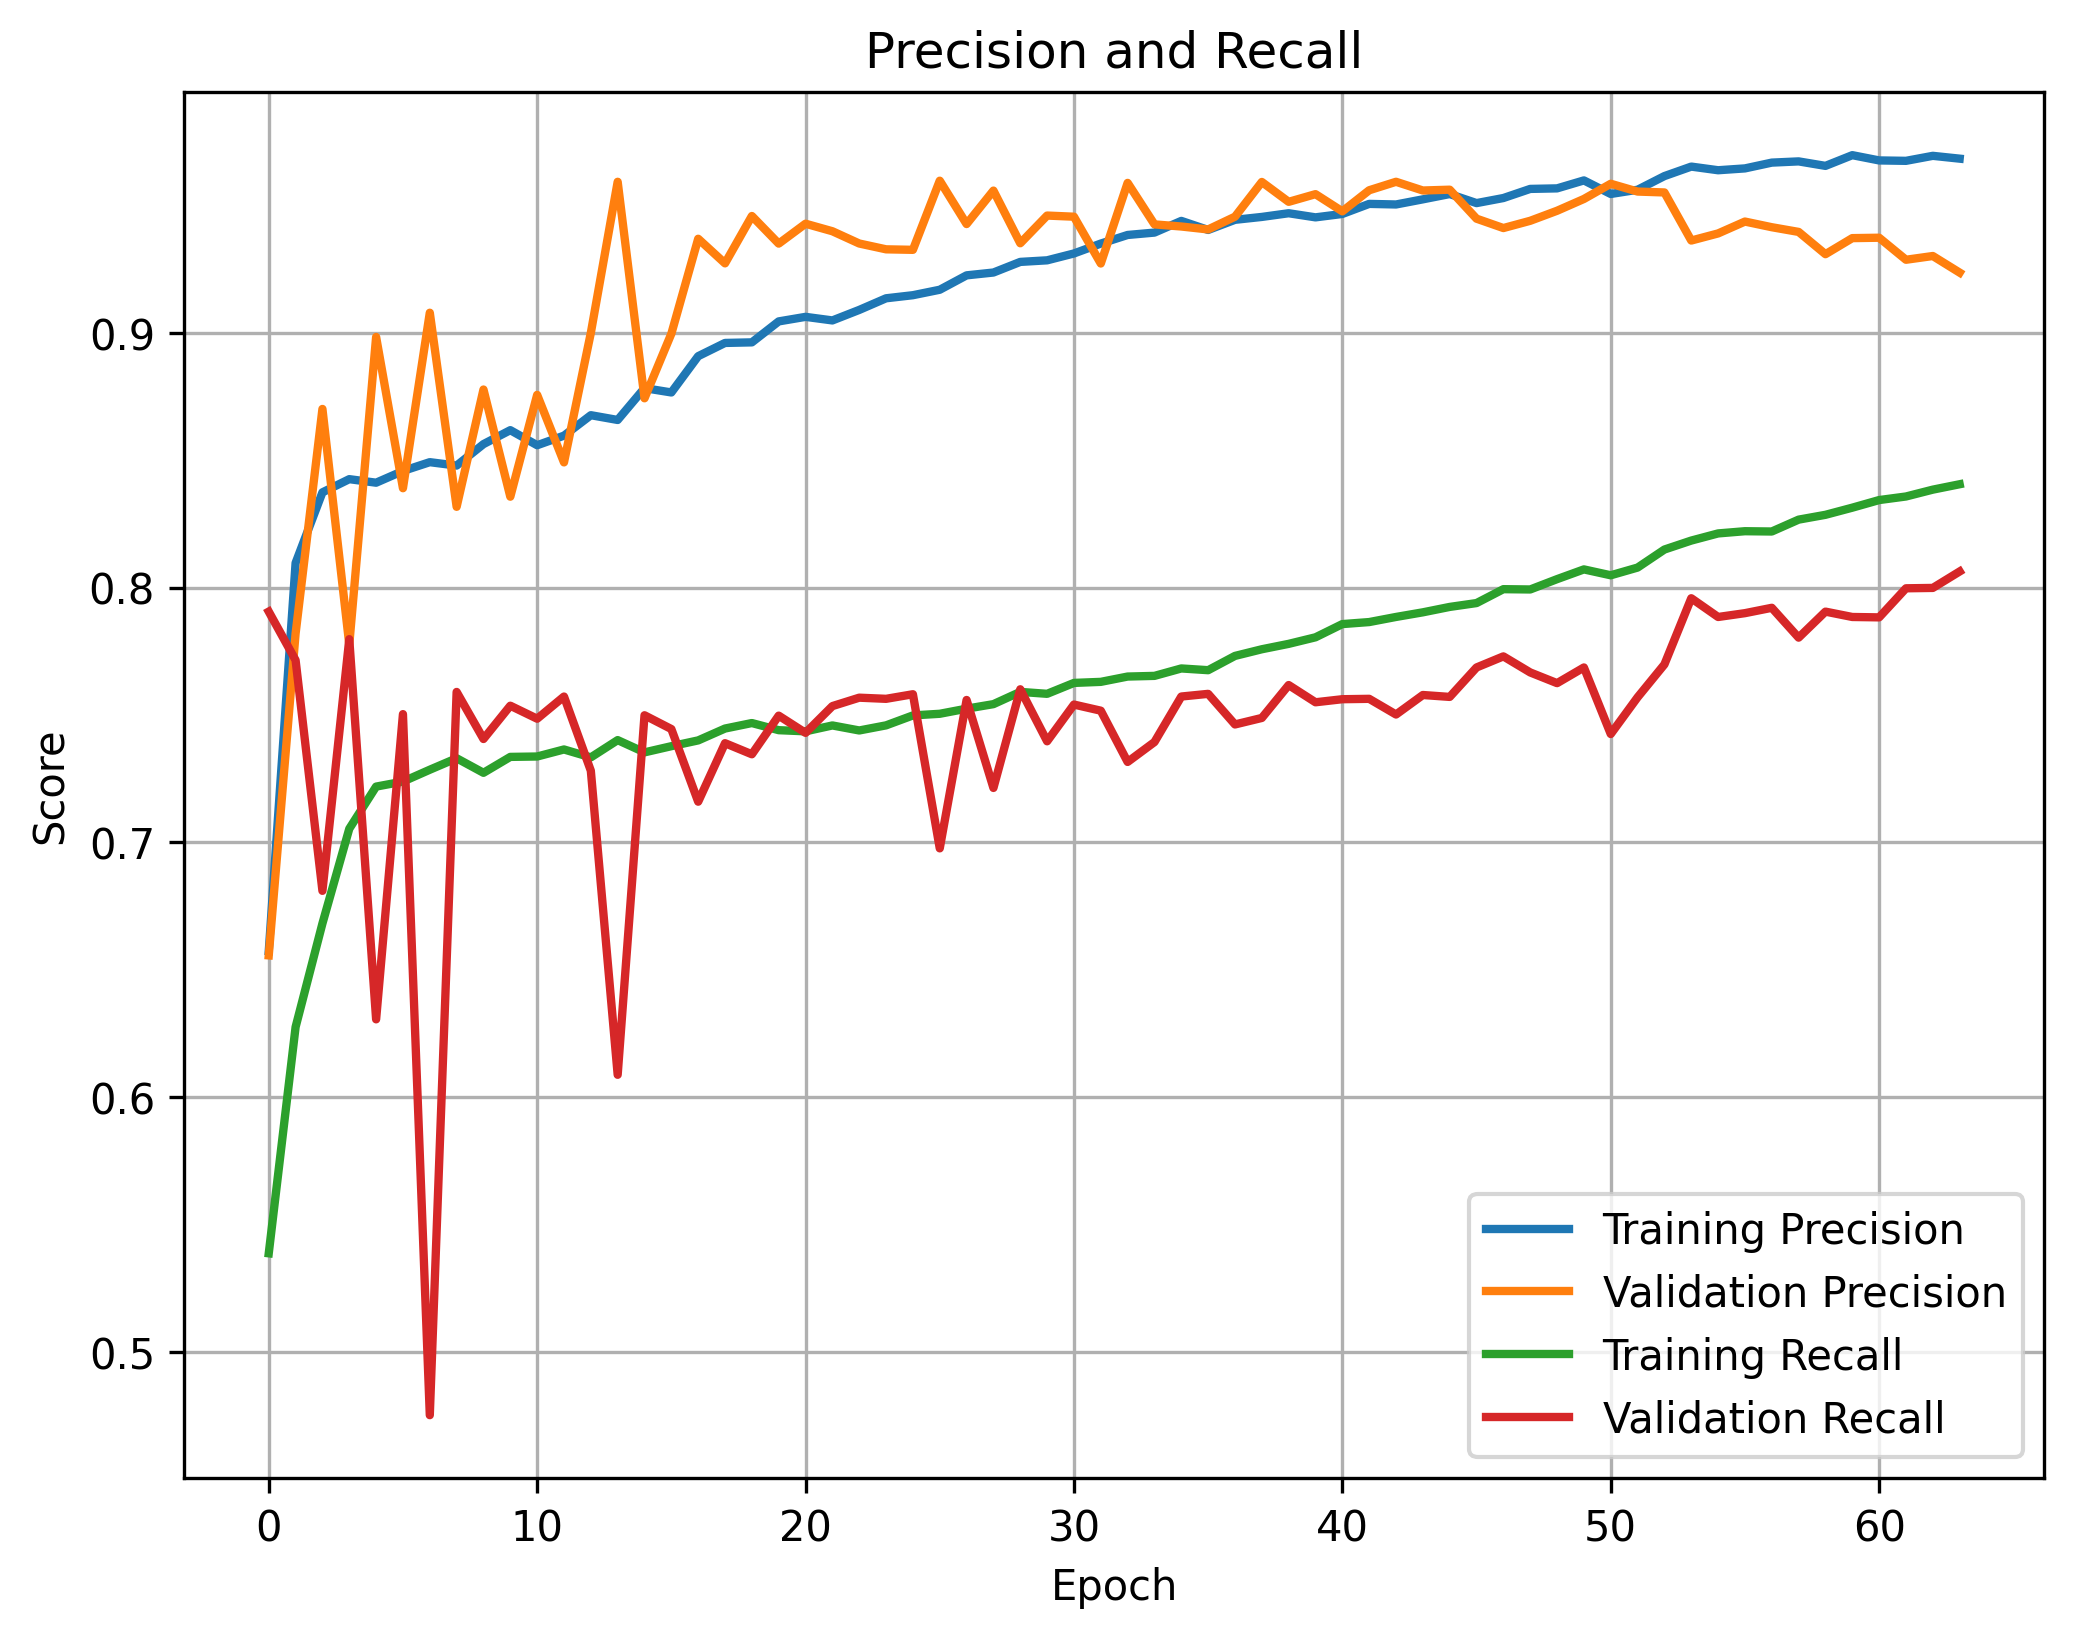 Precision and Recall
Score
0.9
0.8
0.7
0.6
0.5
0 10 20 30 40 50 60
Epoch
Training Precision
Validation Precision
Training Recall
Validation Recall